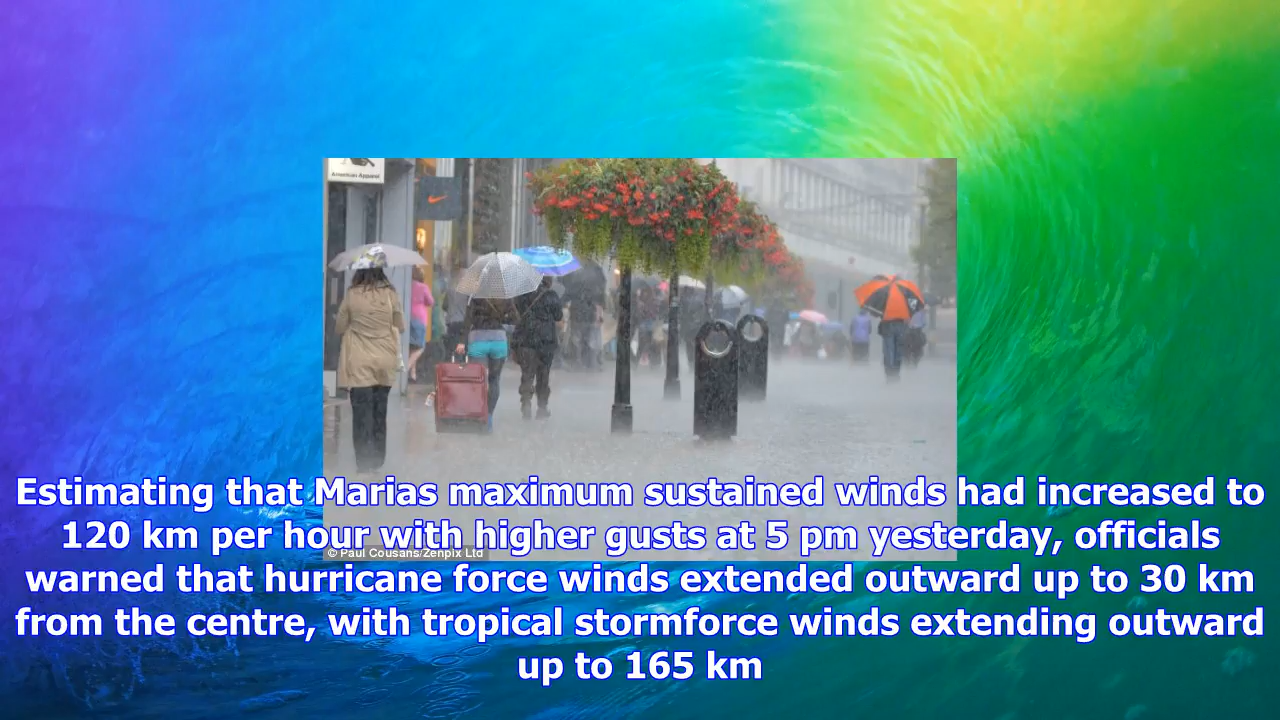 American Apparel
Estimating that Marias maximum sustained winds had increased to
120 km per hour with higher gusts at 5 pm yesterday, officials
© Paul Cousans/Zenpix Ltd
warned that hurricane force winds extended outward up to 30 km
from the centre, with tropical stormforce winds extending outward
up to 165 km